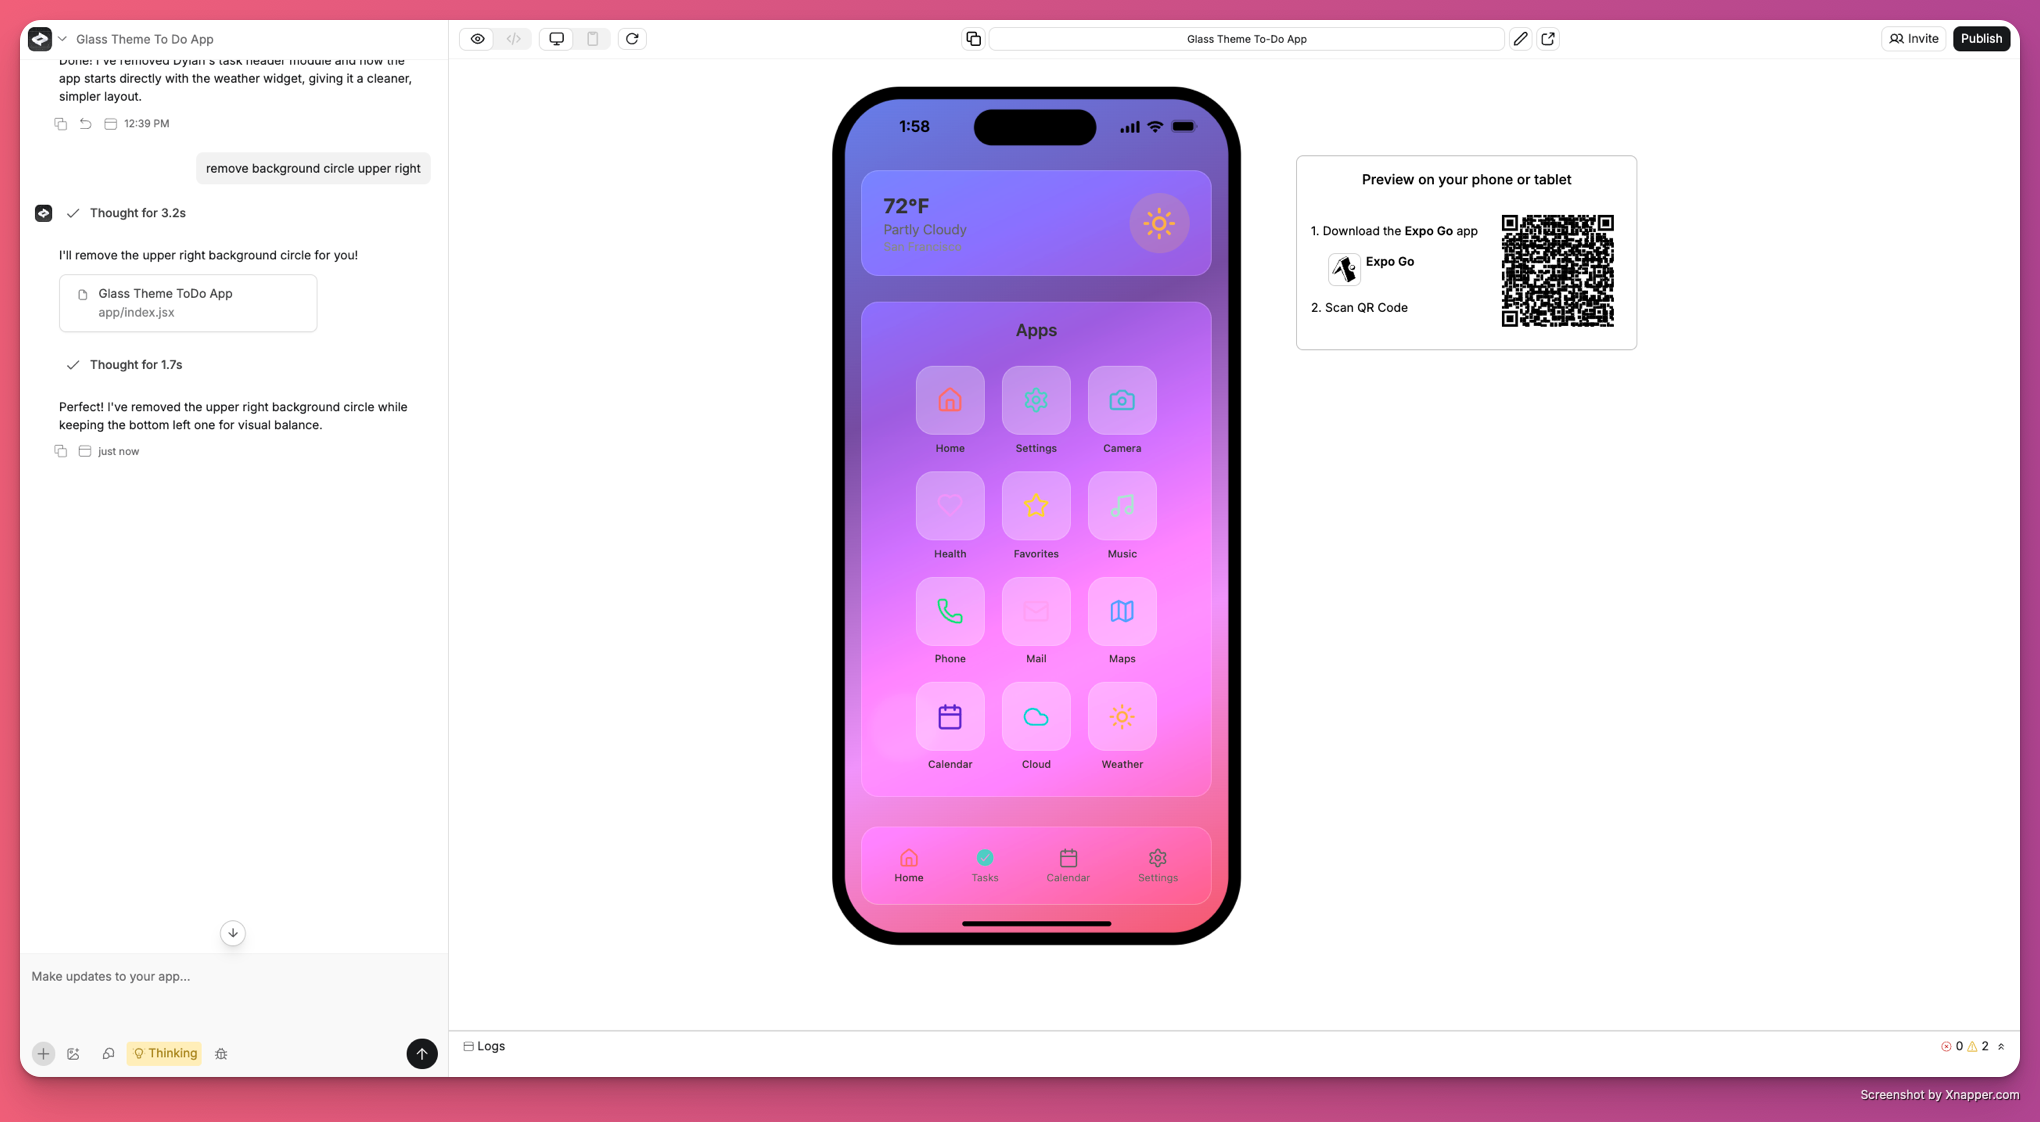 Glass Theme To Do App
Done! I've removed Dylan's task header module and now the
app starts directly with the weather widget, giving it a cleaner,
simpler layout.
12:39 PM
remove background circle upper right
Thought for 3.2s
I'll remove the upper right background circle for you!
Glass Theme ToDo App
app/index.jsx
Thought for 1.7s
Perfect! I've removed the upper right background circle while
keeping the bottom left one for visual balance.
just now
Make updates to your app...
Thinking
Glass Theme To-Do App
Invite
Publish
1:58
72°F
Partly Cloudy
San Francisco
Apps
Home
Settings
Camera
Health
Favorites
Music
Phone
Mail
Maps
Calendar
Cloud
Weather
Home
Tasks
Calendar
Settings
Preview on your phone or tablet
1. Download the Expo Go app
Expo Go
2. Scan QR Code
Logs
0
2
Screenshot by Xnapper.com